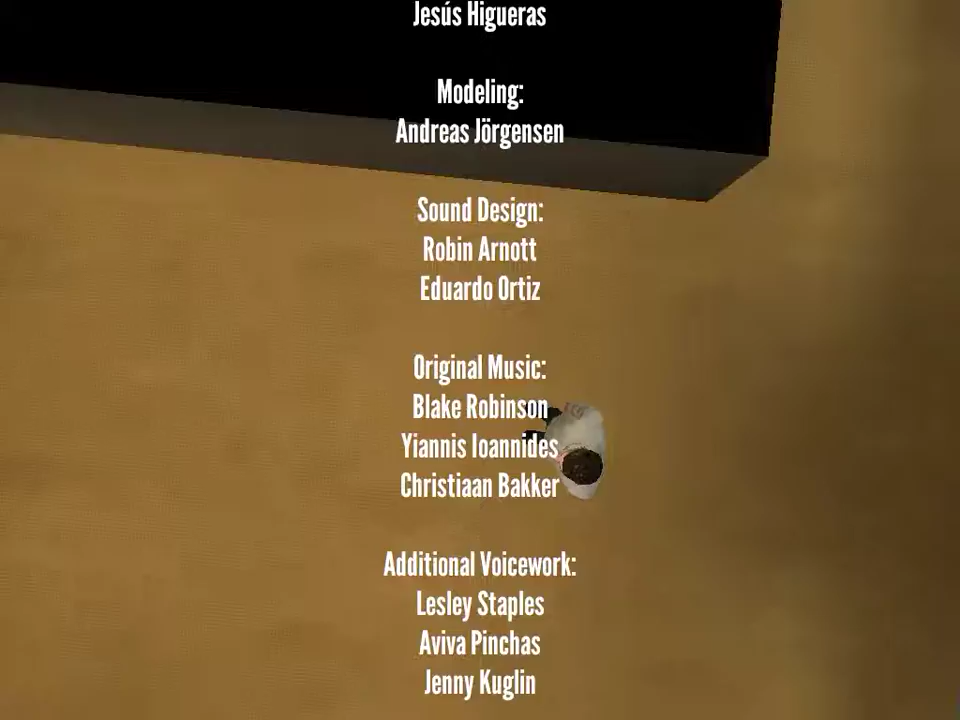 Jesús Higueras
Modeling:
Andreas Jörgensen
Sound Design:
Robin Arnott
Eduardo Ortiz
Original Music:
Blake Robinson
Yiannis Ioannides
Christiaan Bakker
Additional Voicework:
Lesley Staples
Aviva Pinchas
Jenny Kuglin